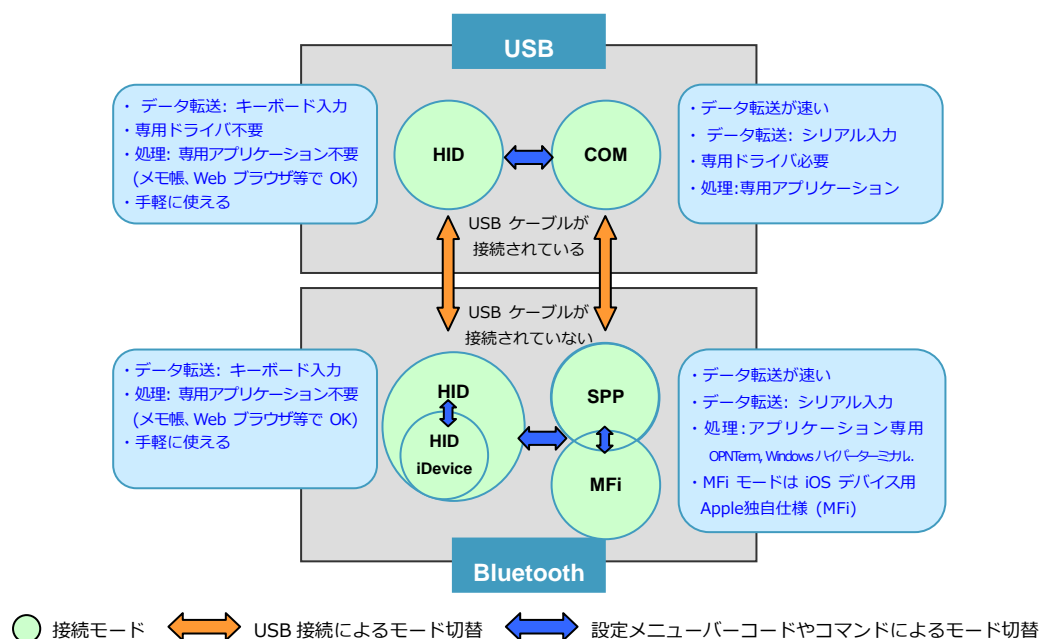 USB
・ データ転送: キーボード入力
・専用ドライバ不要
・処理: 専用アプリケーション不要
(メモ帳、Web ブラウザ等で OK)
・手軽に使える
HID
COM
・データ転送が速い
・ データ転送: シリアル入力
・専用ドライバ必要
・処理:専用アプリケーション
USB ケーブルが
接続されている
USB ケーブルが
接続されていない
・データ転送: キーボード入力
・処理: 専用アプリケーション不要
(メモ帳、Web ブラウザ等で OK)
・手軽に使える
HID
HID
iDevice
SPP
MFi
・データ転送が速い
・データ転送: シリアル入力
・処理:アプリケーション専用
OPNTerm, Windows ハイパーターミナル.
・MFi モードは iOS デバイス用
Apple独自仕様 (MFi)
Bluetooth
接続モード
USB 接続によるモード切替
設定メニューバーコードやコマンドによるモード切替